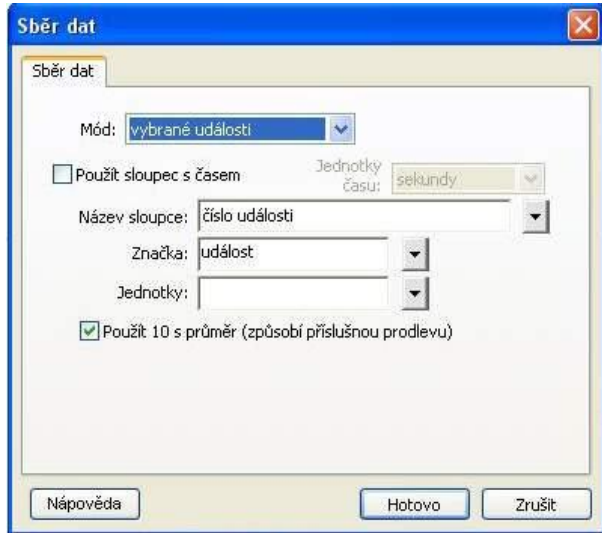 Sběr dat
Sběr dat
Mód: vybrané události
Použít sloupec s časem Jednotky času: sekundy
Název sloupce: číslo události
Značka: událost
Jednotky:
Použít 10 s průměr (způsobí příslušnou prodlevu)
Nápověda Hotovo Zrušit